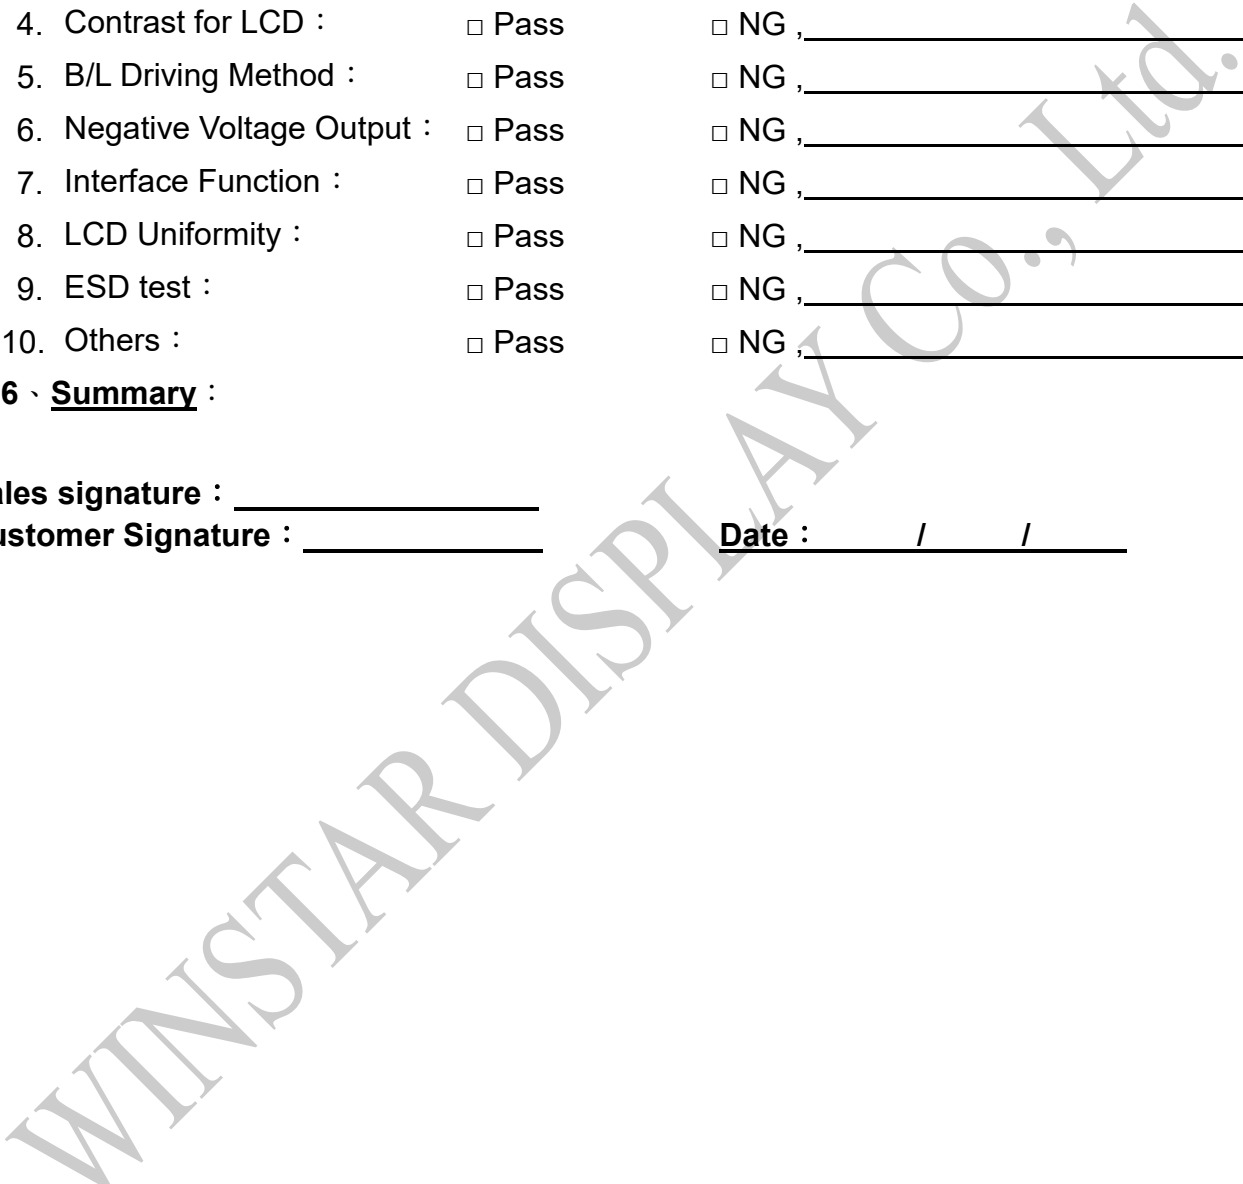 4. Contrast for LCD： □ Pass □ NG ,
5. B/L Driving Method： □ Pass □ NG ,
6. Negative Voltage Output： □ Pass □ NG ,
7. Interface Function： □ Pass □ NG ,
8. LCD Uniformity： □ Pass □ NG ,
9. ESD test： □ Pass □ NG ,
10. Others： □ Pass □ NG ,
6、Summary：
ales signature：
ustomer Signature： Date： / /
WINSTAR DISPLAY Co., Ltd.